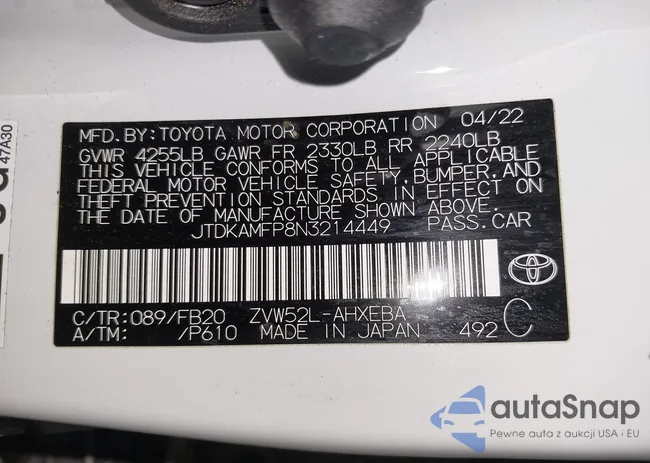 MFD.BY:TOYOTA MOTOR CORPORATION 04/22
GVWR 4255LB GAWR FR 2330LB RR 2240LB
THIS VEHICLE CONFORMS TO ALL APPLICABLE
FEDERAL MOTOR VEHICLE SAFETY, BUMPER, AND
THEFT PREVENTION STANDARDS IN EFFECT ON
THE DATE OF MANUFACTURE SHOWN ABOVE.
JTDKAMFP8N3214449 PASS.CAR
C/TR:089/FB20 ZVW52L-AHXEBA
A/TM: /P610 MADE IN JAPAN 492 C
47A30
autoSnap
Pewne auta z aukcji USA i EU